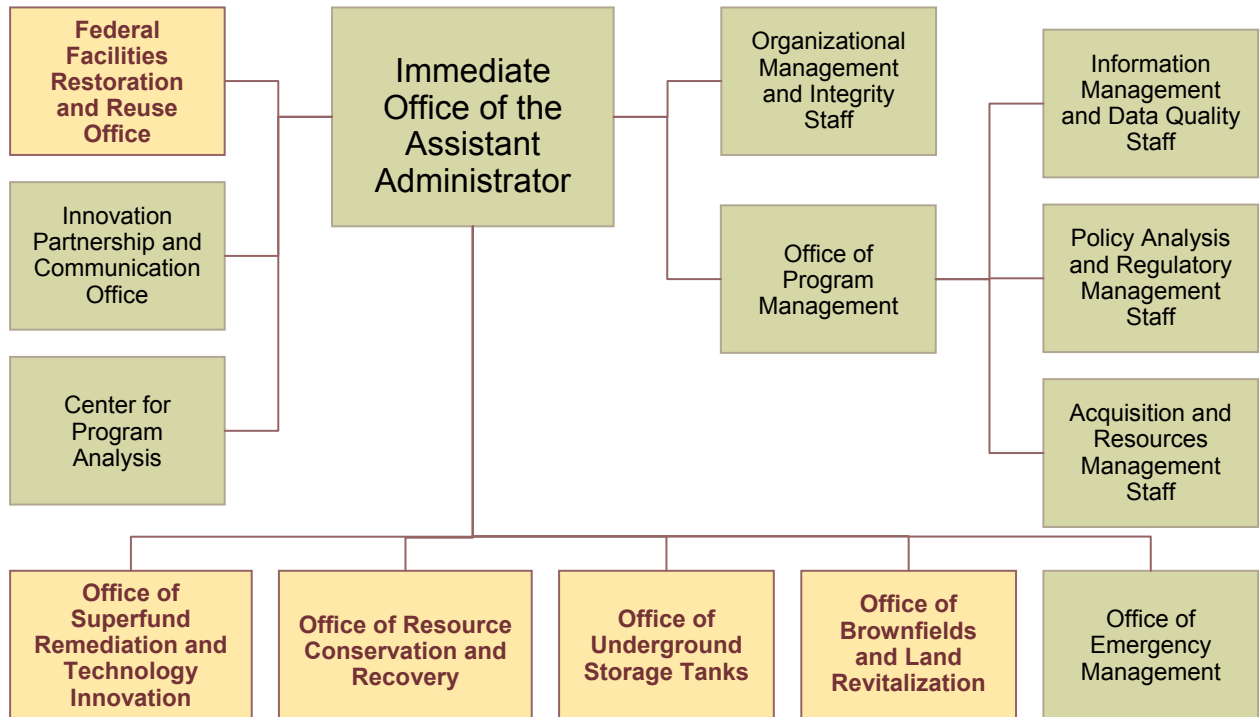 Federal
Facilities
Restoration
and Reuse
Office
Immediate
Office of the
Assistant
Administrator
Organizational
Management
and Integrity
Staff
Information
Management
and Data Quality
Staff
Innovation
Partnership and
Communication
Office
Office of
Program
Management
Policy Analysis
and Regulatory
Management
Staff
Center for
Program
Analysis
Acquisition and
Resources
Management
Staff
Office of
Superfund
Remediation and
Technology
Innovation
Office of Resource
Conservation and
Recovery
Office of
Underground
Storage Tanks
Office of
Brownfields
and Land
Revitalization
Office of
Emergency
Management